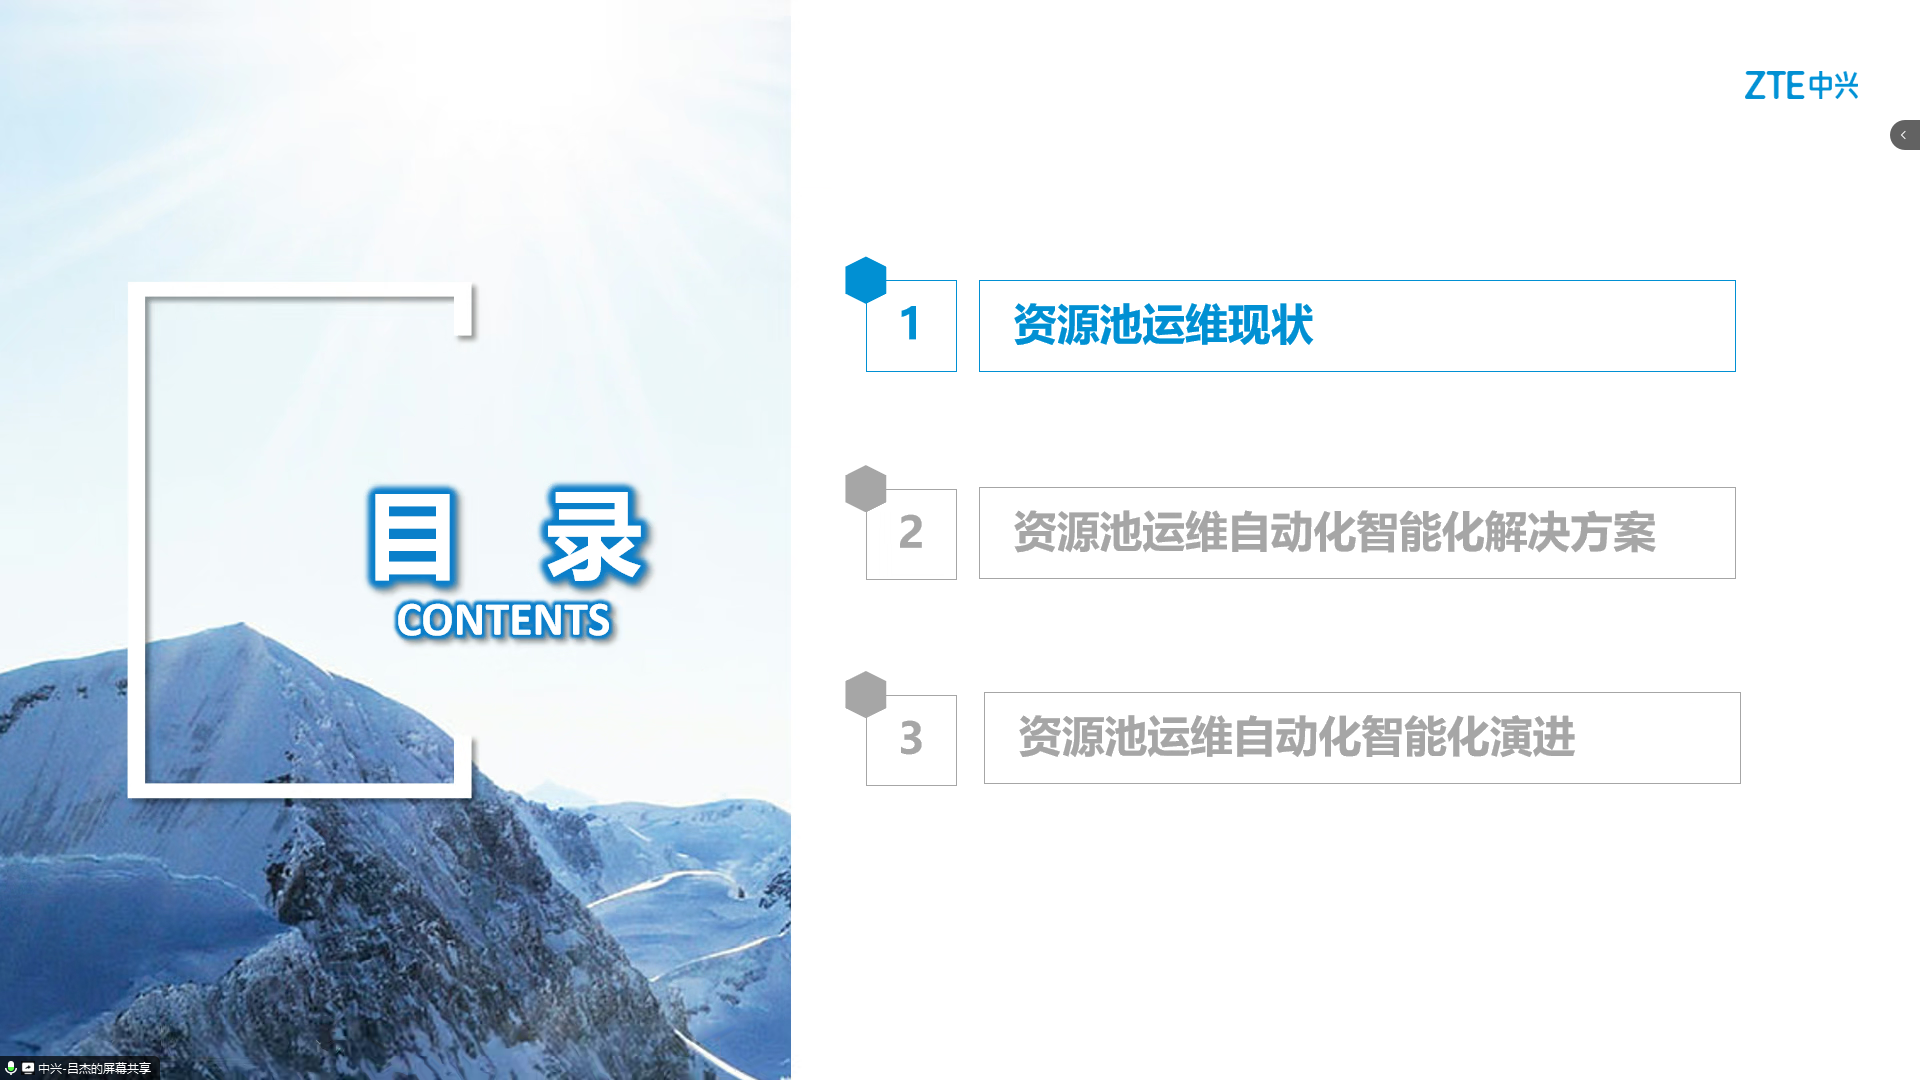 ZTE中兴
目 录
CONTENTS
1
资源池运维现状
2
资源池运维自动化智能化解决方案
3
资源池运维自动化智能化演进
中兴-吕杰的屏幕共享